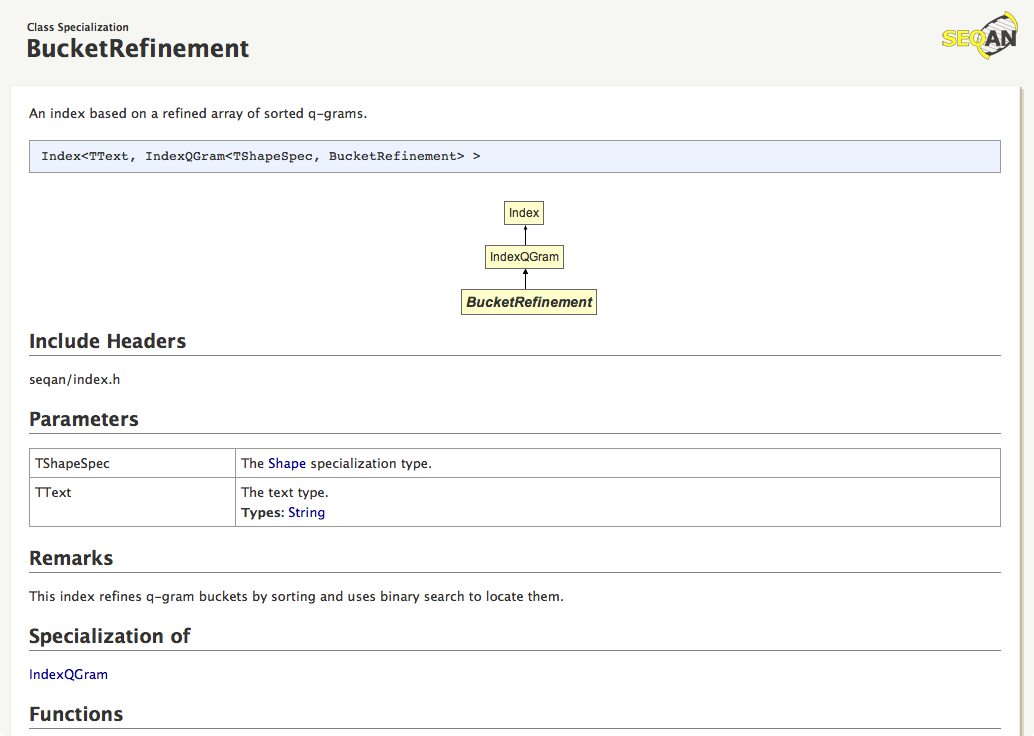 Class Specialization
BucketRefinement
SEQAN
An index based on a refined array of sorted q-grams.
Index<TText, IndexQGram<TShapeSpec, BucketRefinement> >
Index
IndexQGram
BucketRefinement
Include Headers
seqan/index.h
Parameters
TShapeSpec The Shape specialization type.
TText The text type.
Types: String
Remarks
This index refines q-gram buckets by sorting and uses binary search to locate them.
Specialization of
IndexQGram
Functions